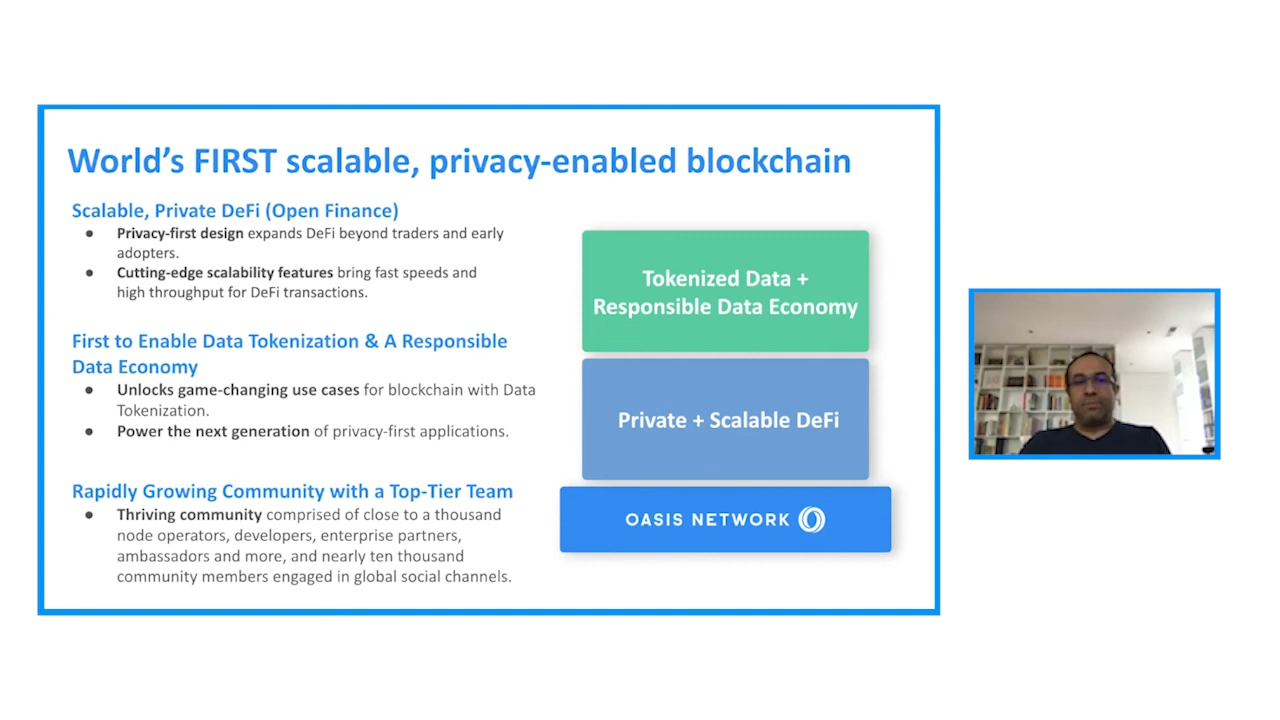 World’s FIRST scalable, privacy-enabled blockchain
Scalable, Private DeFi (Open Finance)
● Privacy-first design expands DeFi beyond traders and early
adopters.
● Cutting-edge scalability features bring fast speeds and
high throughput for DeFi transactions.
First to Enable Data Tokenization & A Responsible
Data Economy
● Unlocks game-changing use cases for blockchain with Data
Tokenization.
● Power the next generation of privacy-first applications.
Rapidly Growing Community with a Top-Tier Team
● Thriving community comprised of close to a thousand
node operators, developers, enterprise partners,
ambassadors and more, and nearly ten thousand
community members engaged in global social channels.
Tokenized Data +
Responsible Data Economy
Private + Scalable DeFi
OASIS NETWORK